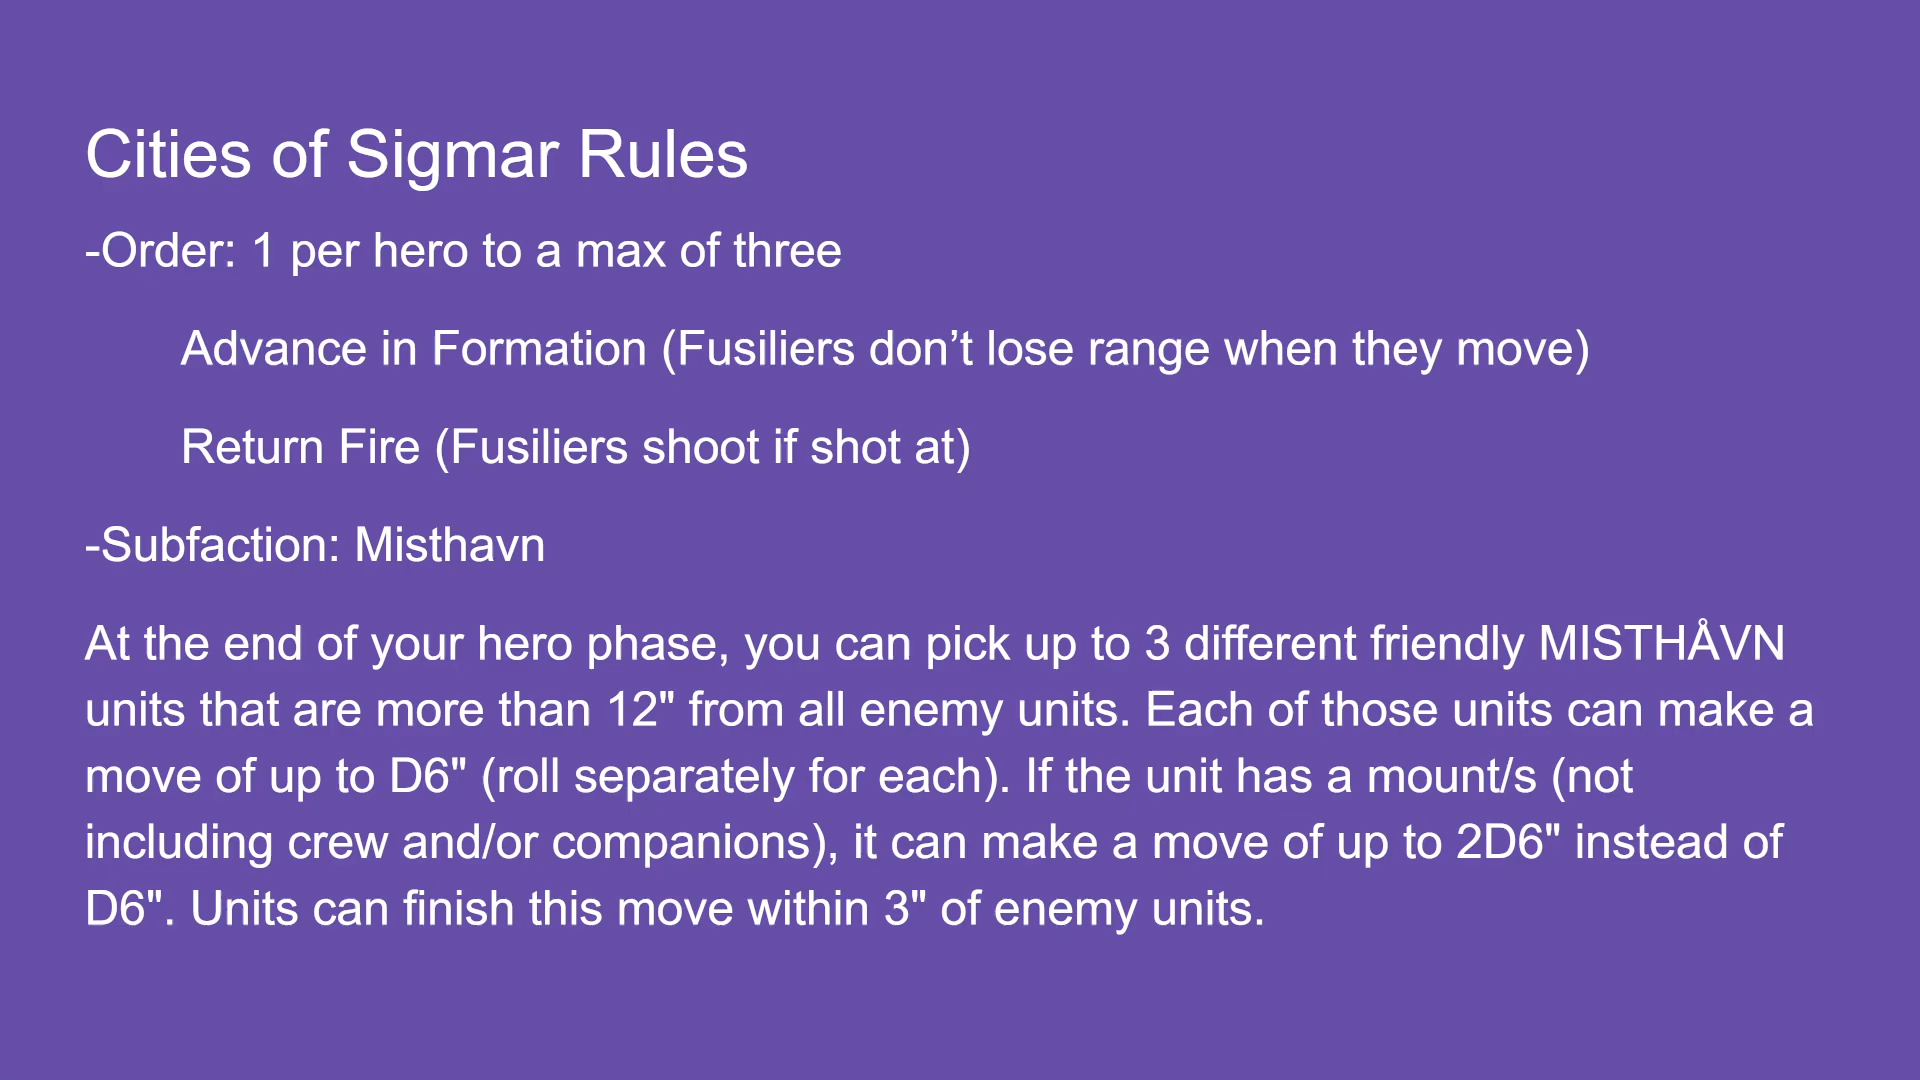 Cities of Sigmar Rules
-Order: 1 per hero to a max of three
Advance in Formation (Fusiliers don’t lose range when they move)
Return Fire (Fusiliers shoot if shot at)
-Subfaction: Misthavn
At the end of your hero phase, you can pick up to 3 different friendly MISTHÅVN
units that are more than 12" from all enemy units. Each of those units can make a
move of up to D6" (roll separately for each). If the unit has a mount/s (not
including crew and/or companions), it can make a move of up to 2D6" instead of
D6". Units can finish this move within 3" of enemy units.